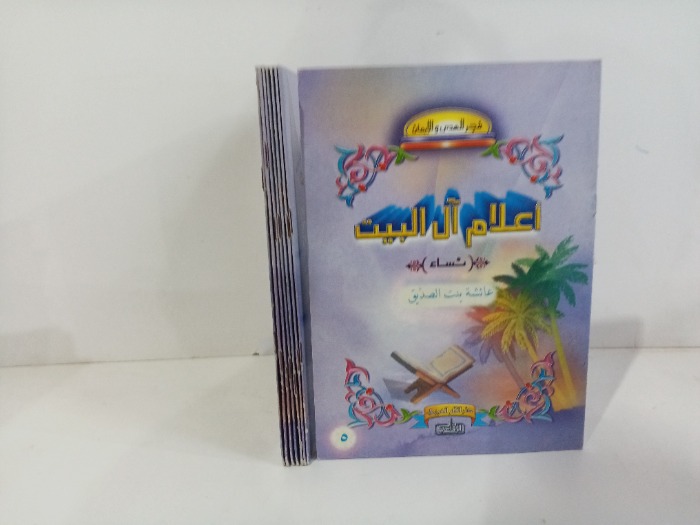 أعلام آل البيت
( نساء )
عائشة بنت الصديق
٥